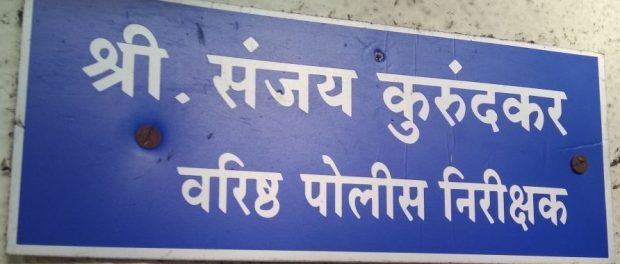 श्री. संजय कुरुंदकर
वरिष्ठ पोलीस निरीक्षक